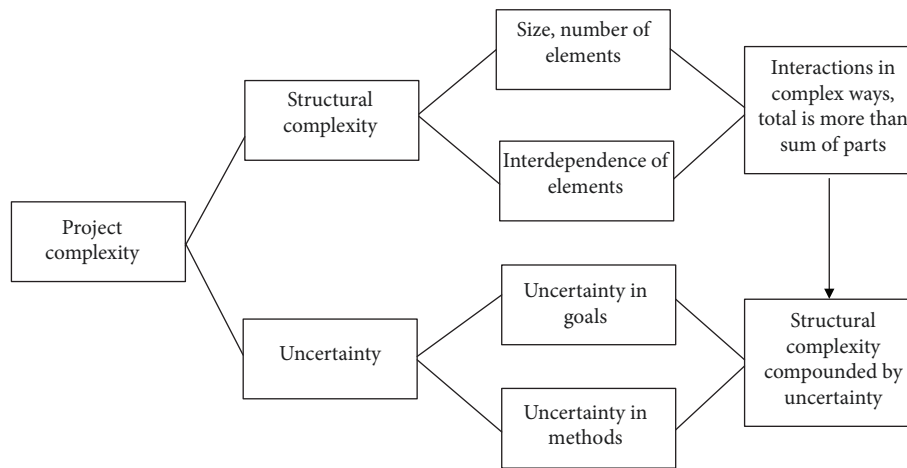 Project
complexity
Structural
complexity
Uncertainty
Size, number
of elements
Interdependence of
elements
Uncertainty in
goals
Uncertainty in
methods
Interactions in
complex ways,
total is more than
sum of parts
Structural
complexity
compounded by
uncertainty